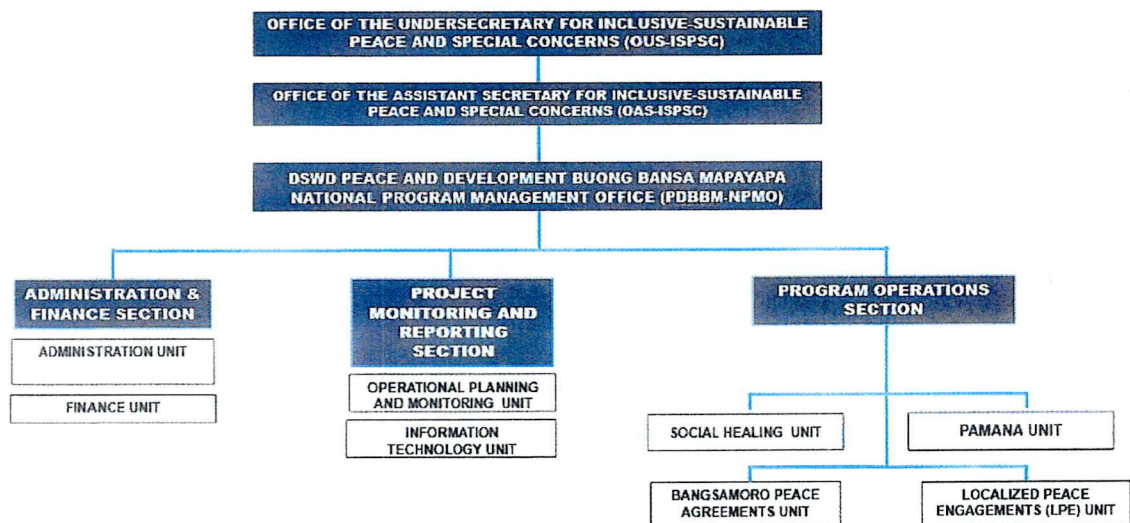 OFFICE OF THE UNDERSECRETARY FOR INCLUSIVE-SUSTAINABLE
PEACE AND SPECIAL CONCERNS (OUS-ISPSC)
OFFICE OF THE ASSISTANT SECRETARY FOR INCLUSIVE-SUSTAINABLE
PEACE AND SPECIAL CONCERNS (OAS-ISPSC)
DSWD PEACE AND DEVELOPMENT BUONG BANSA MAPAYAPA
NATIONAL PROGRAM MANAGEMENT OFFICE (PDBBM-NPMO)
ADMINISTRATION &
FINANCE SECTION
ADMINISTRATION UNIT
FINANCE UNIT
PROJECT
MONITORING AND
REPORTING
SECTION
OPERATIONAL PLANNING
AND MONITORING UNIT
INFORMATION
TECHNOLOGY UNIT
PROGRAM OPERATIONS
SECTION
SOCIAL HEALING UNIT
PAMANA UNIT
BANGSAMORO PEACE
AGREEMENTS UNIT
LOCALIZED PEACE
ENGAGEMENTS (LPE) UNIT